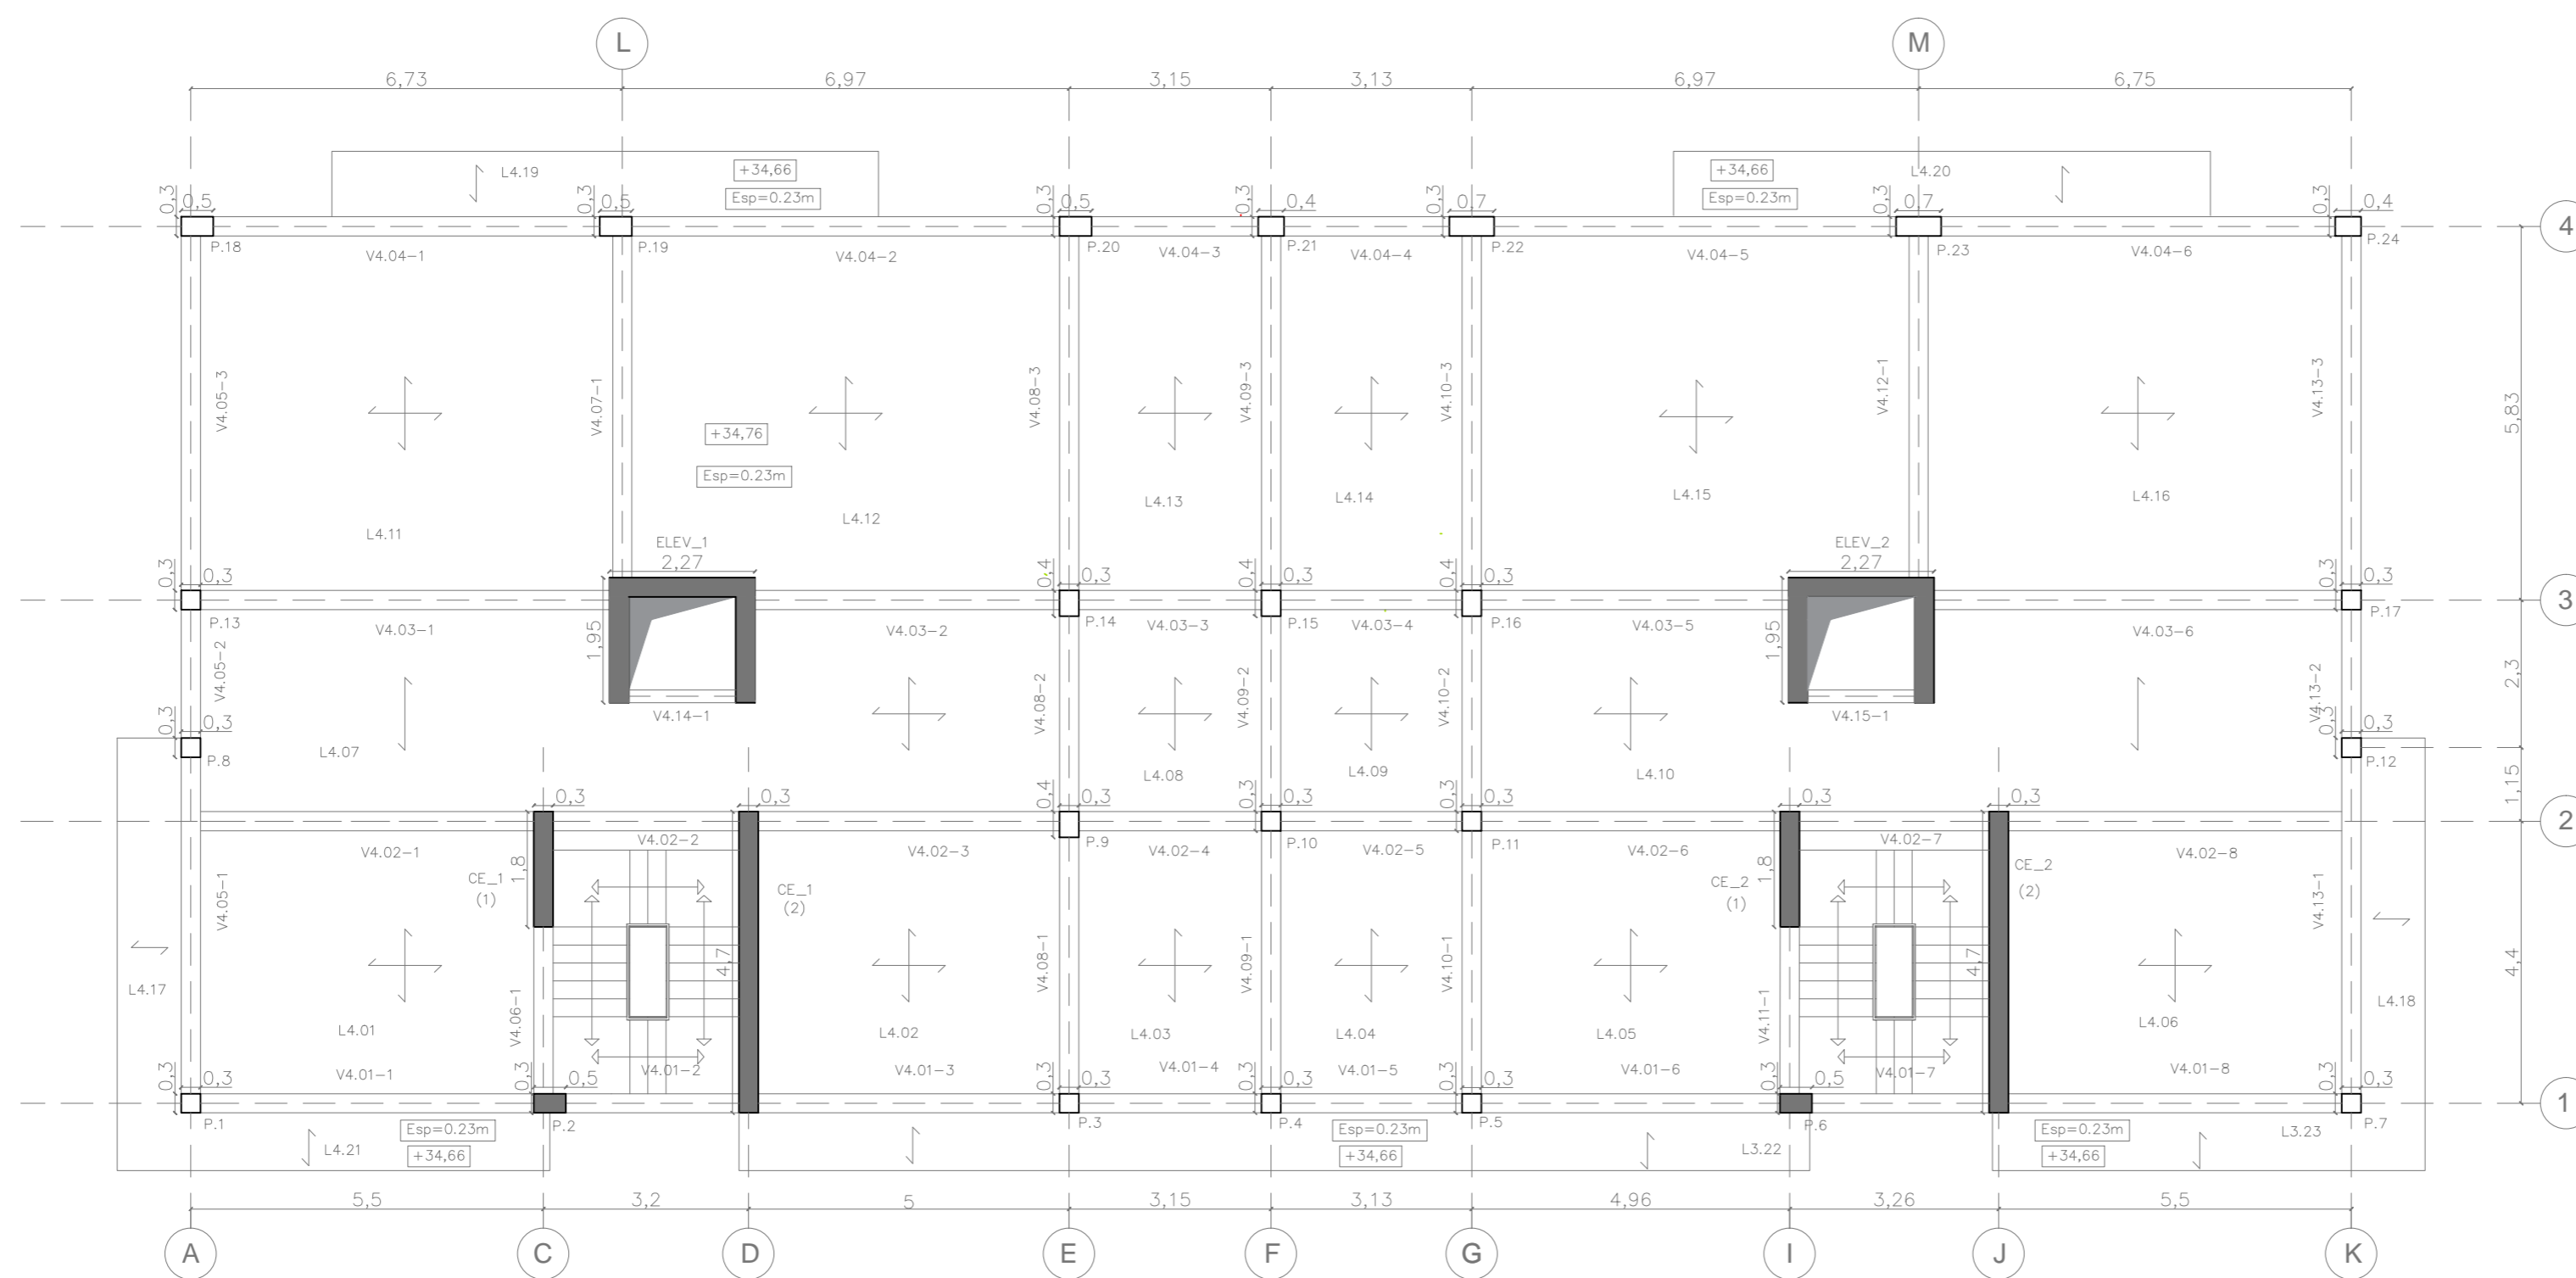 L M
6,73 6,97 3,15 3,13 6,97 6,75
L4.19 +34,66 +34,66 L4.20
Esp=0.23m Esp=0.23m
0,3 0,5 0,3 0,5 0,3 0,5 0,3 0,4 0,3 0,7 0,3 0,7 0,3 0,4
4
P.18 P.19 P.20 P.21 P.22 P.23 P.24
V4.04-1 V4.04-2 V4.04-3 V4.04-4 V4.04-5 V4.04-6
V4.05-3 V4.07-1 V4.08-3 V4.09-3 V4.10-3 V4.12-1 V4.13-3 5,83
+34,76
Esp=0.23m
L4.11 L4.12 L4.13 L4.14 L4.15 L4.16
ELEV_1 ELEV_2
2,27 2,27
0,3 0,3 0,4 0,3 0,4 0,3 0,4 0,3 0,3 0,3
3
P.13 P.14 P.15 P.16 P.17
V4.03-1 V4.03-2 V4.03-3 V4.03-4 V4.03-5 V4.03-6
1,95 1,95
V4.05-2 V4.08-2 V4.09-2 V4.10-2 V4.13-2 2,3
V4.14-1 V4.15-1
0,3 0,3 0,3 0,3
P.8 P.12
L4.07 L4.08 L4.09 L4.10
1,15
0,3 0,3 0,4 0,3 0,3 0,3 0,3 0,3 0,3 0,3
2
V4.02-1 V4.02-2 V4.02-3 P.9 V4.02-4 P.10 V4.02-5 P.11 V4.02-6 V4.02-7 V4.02-8
1,8 1,8
CE_1 CE_1 CE_2 CE_2
(1) (2) (1) (2)
V4.05-1 V4.06-1 4,7 V4.08-1 V4.09-1 V4.10-1 V4.11-1 4,7 V4.13-1 4,4
L4.17 L4.18
L4.01 L4.02 L4.03 L4.04 L4.05 L4.06
V4.01-1 V4.01-2 V4.01-3 V4.01-4 V4.01-5 V4.01-6 V4.01-7 V4.01-8
0,3 0,3 0,3 0,5 0,3 0,3 0,3 0,3 0,3 0,3 0,3 0,5 0,3 0,3
1
P.1 P.2 P.3 P.4 P.5 P.6 P.7
Esp=0.23m Esp=0.23m Esp=0.23m L3.23
L4.21 +34,66 +34,66 L3.22 +34,66
5,5 3,2 5 3,15 3,13 4,96 3,26 5,5
A C D E F G I J K